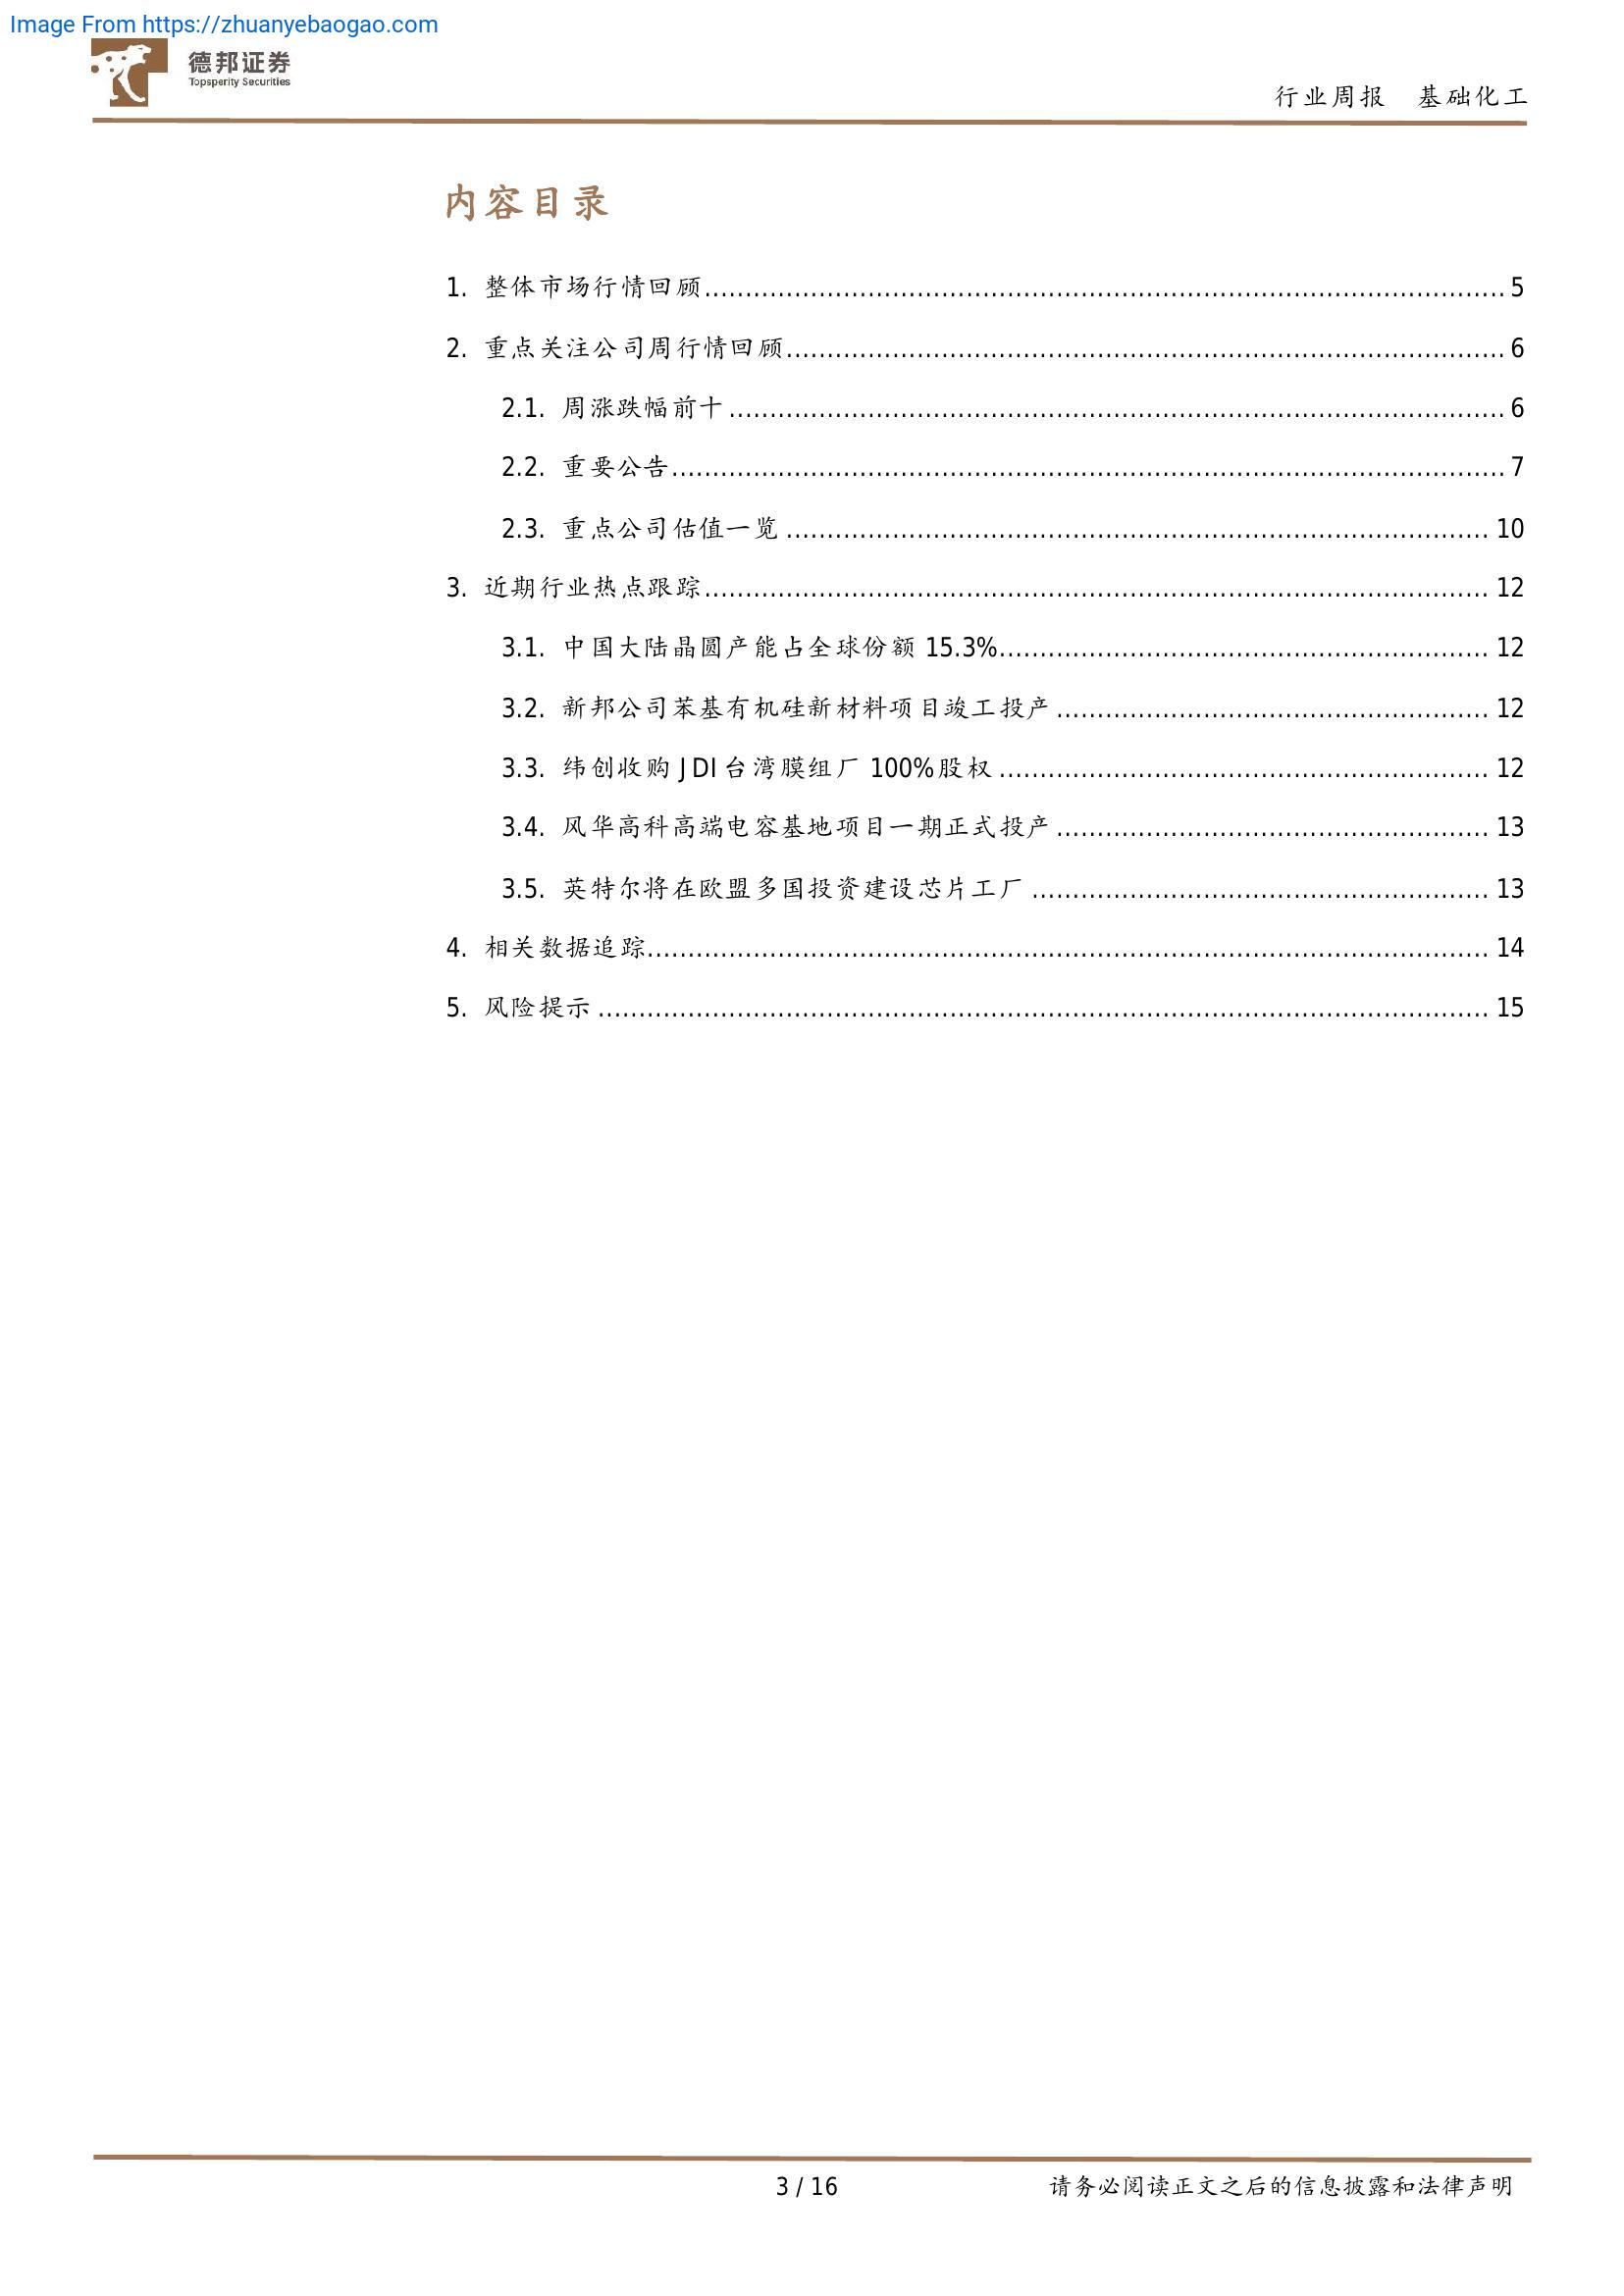 Image From https://zhuanyebaogao.com
德邦证券
Topsperity Securities
行业周报 基础化工
内容目录
1. 整体市场行情回顾 5
2. 重点关注公司周行情回顾 6
2.1. 周涨跌幅前十 6
2.2. 重要公告 7
2.3. 重点公司估值一览 10
3. 近期行业热点跟踪 12
3.1. 中国大陆晶圆产能占全球份额 15.3% 12
3.2. 新邦公司苯基有机硅新材料项目竣工投产 12
3.3. 纬创收购 JDI 台湾膜组厂 100%股权 12
3.4. 风华高科高端电容基地项目一期正式投产 13
3.5. 英特尔将在欧盟多国投资建设芯片工厂 13
4. 相关数据追踪 14
5. 风险提示 15
3 / 16 请务必阅读正文之后的信息披露和法律声明